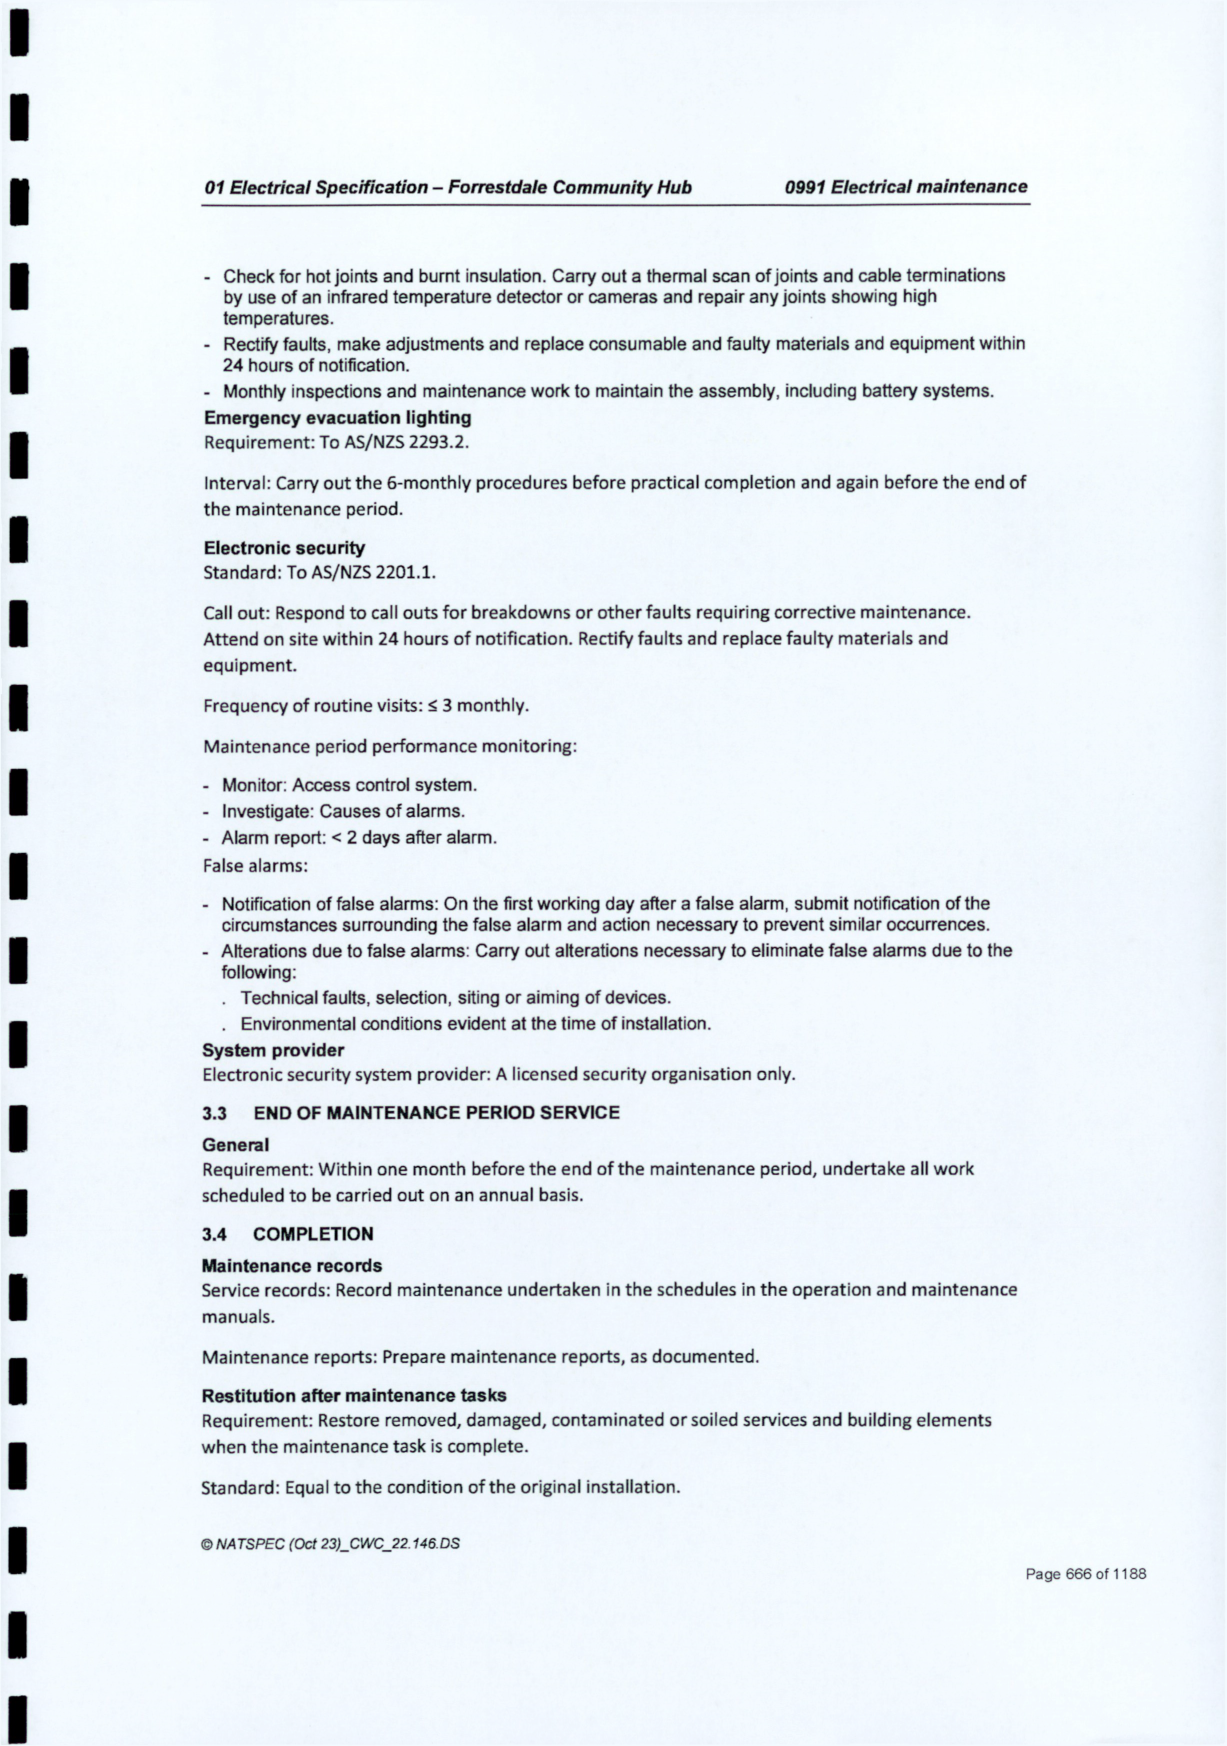 01 Electrical Specification – Forrestdale Community Hub 0991 Electrical maintenance
- Check for hot joints and burnt insulation. Carry out a thermal scan of joints and cable terminations
by use of an infrared temperature detector or cameras and repair any joints showing high
temperatures.
- Rectify faults, make adjustments and replace consumable and faulty materials and equipment within
24 hours of notification.
- Monthly inspections and maintenance work to maintain the assembly, including battery systems.
Emergency evacuation lighting
Requirement: To AS/NZS 2293.2.
Interval: Carry out the 6-monthly procedures before practical completion and again before the end of
the maintenance period.
Electronic security
Standard: To AS/NZS 2201.1.
Call out: Respond to call outs for breakdowns or other faults requiring corrective maintenance.
Attend on site within 24 hours of notification. Rectify faults and replace faulty materials and
equipment.
Frequency of routine visits: ≤ 3 monthly.
Maintenance period performance monitoring:
- Monitor: Access control system.
- Investigate: Causes of alarms.
- Alarm report: < 2 days after alarm.
False alarms:
- Notification of false alarms: On the first working day after a false alarm, submit notification of the
circumstances surrounding the false alarm and action necessary to prevent similar occurrences.
- Alterations due to false alarms: Carry out alterations necessary to eliminate false alarms due to the
following:
. Technical faults, selection, siting or aiming of devices.
. Environmental conditions evident at the time of installation.
System provider
Electronic security system provider: A licensed security organisation only.
3.3 END OF MAINTENANCE PERIOD SERVICE
General
Requirement: Within one month before the end of the maintenance period, undertake all work
scheduled to be carried out on an annual basis.
3.4 COMPLETION
Maintenance records
Service records: Record maintenance undertaken in the schedules in the operation and maintenance
manuals.
Maintenance reports: Prepare maintenance reports, as documented.
Restitution after maintenance tasks
Requirement: Restore removed, damaged, contaminated or soiled services and building elements
when the maintenance task is complete.
Standard: Equal to the condition of the original installation.
© NATSPEC (Oct 23)_CWC_22.146.DS
Page 666 of 1188